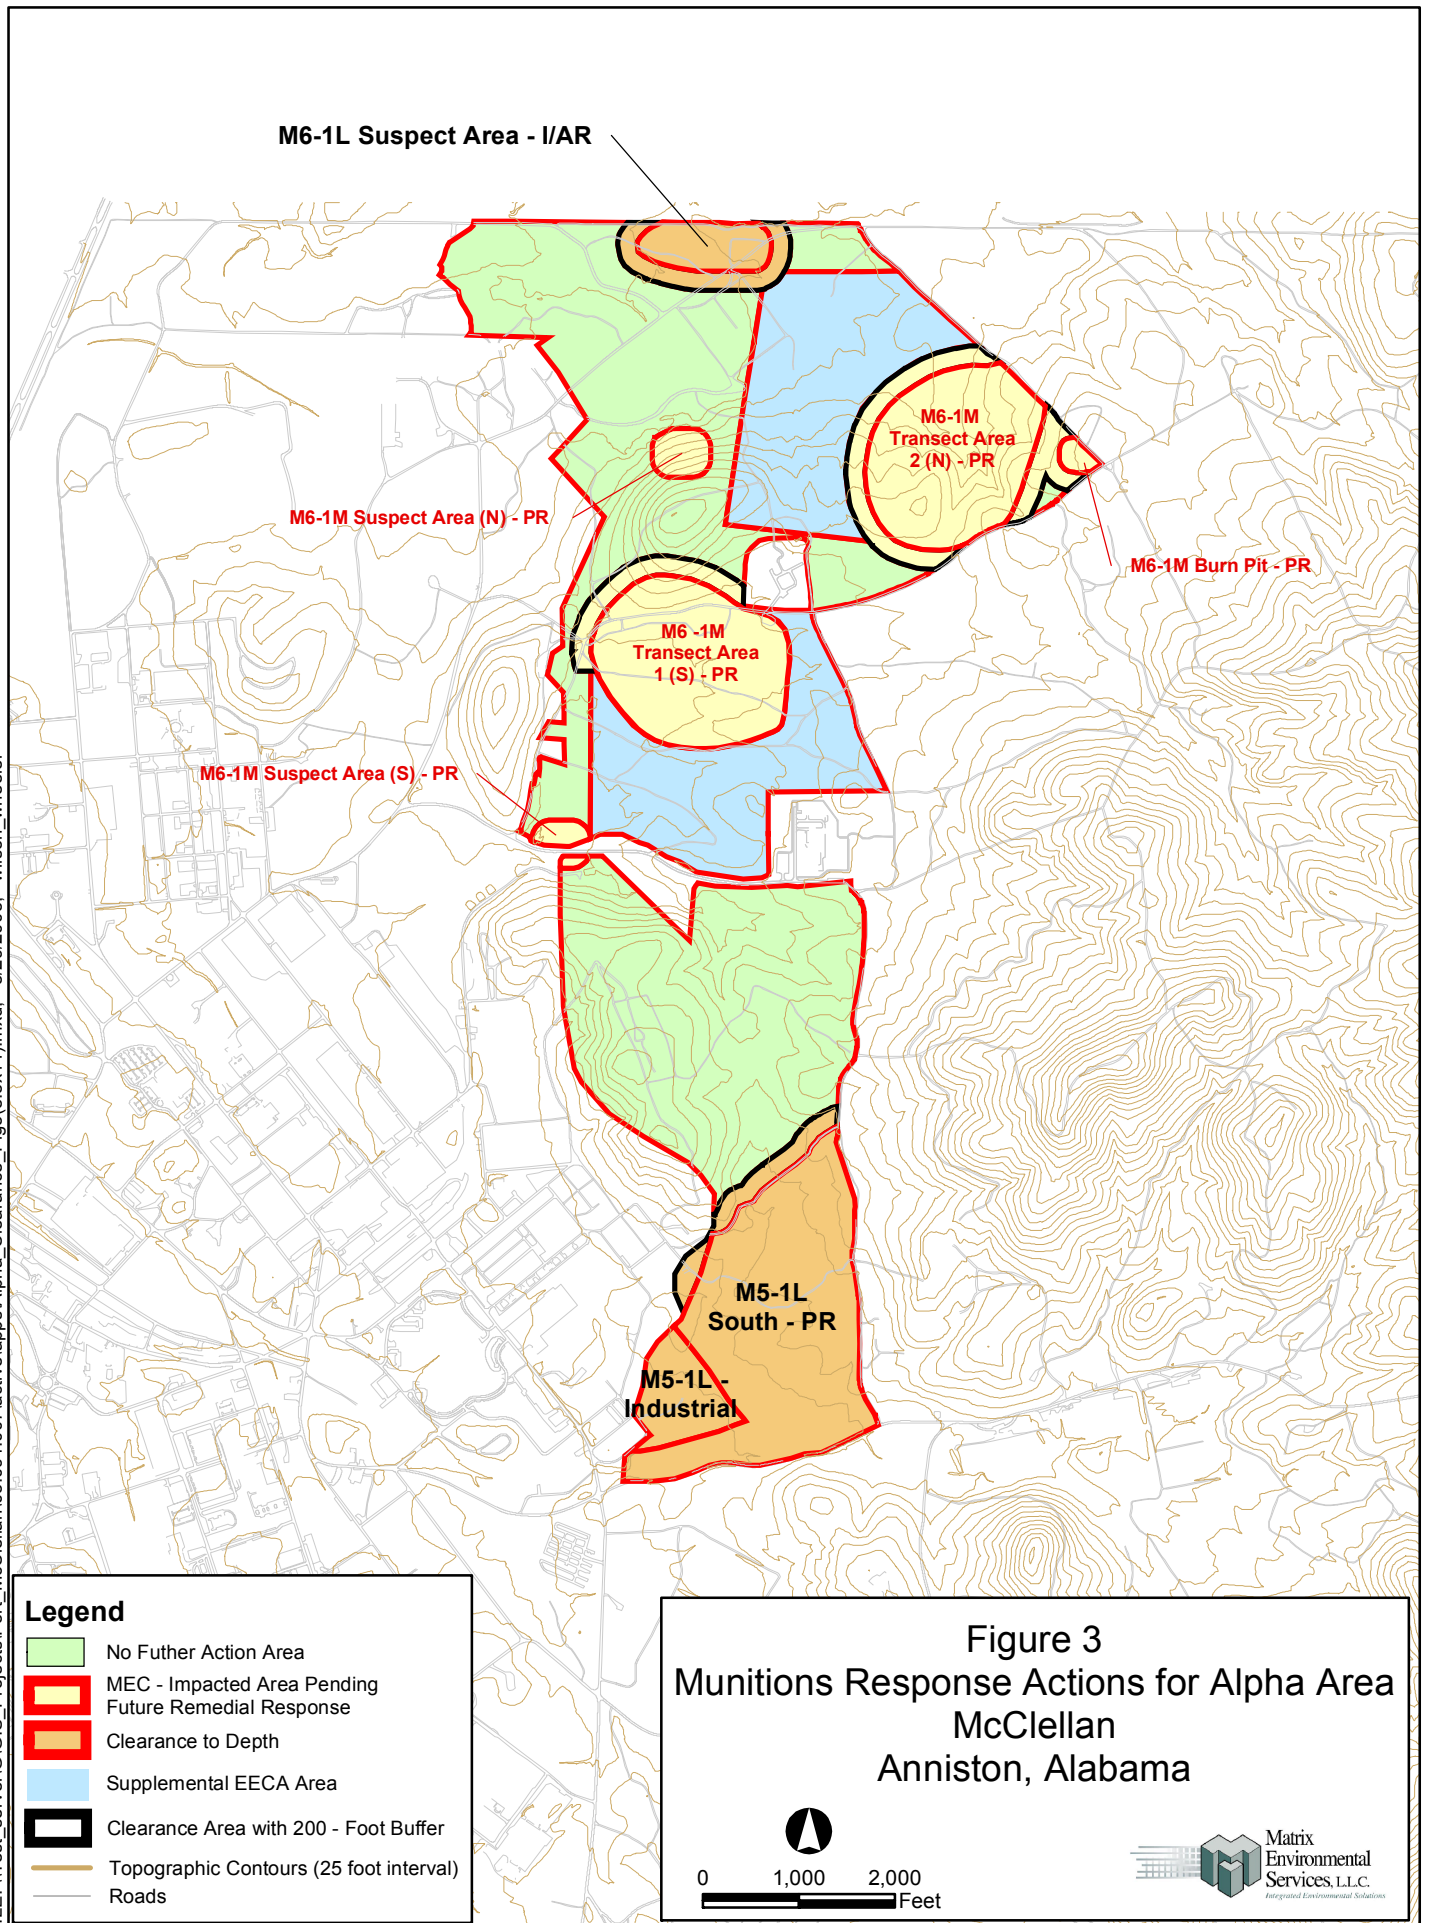 M6-1L Suspect Area - I/AR
M6-1M
Transect Area
2 (N) - PR
M6-1M Suspect Area (N) - PR
M6-1M Burn Pit - PR
M6 -1M
Transect Area
1 (S) - PR
M6-1M Suspect Area (S) - PR
M5-1L
South - PR
M5-1L -
Industrial
Legend
No Futher Action Area
MEC - Impacted Area Pending
Future Remedial Response
Clearance to Depth
Supplemental EECA Area
Clearance Area with 200 - Foot Buffer
Topographic Contours (25 foot interval)
Roads
Figure 3
Munitions Response Actions for Alpha Area
McClellan
Anniston, Alabama
0 1,000 2,000
Feet
Matrix
Environmental
Services, L.L.C.
Integrated Environmental Solutions